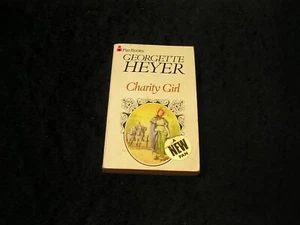 Pan Books
GEORGETTE
HEYER
Charity Girl
A
NEW
PAN